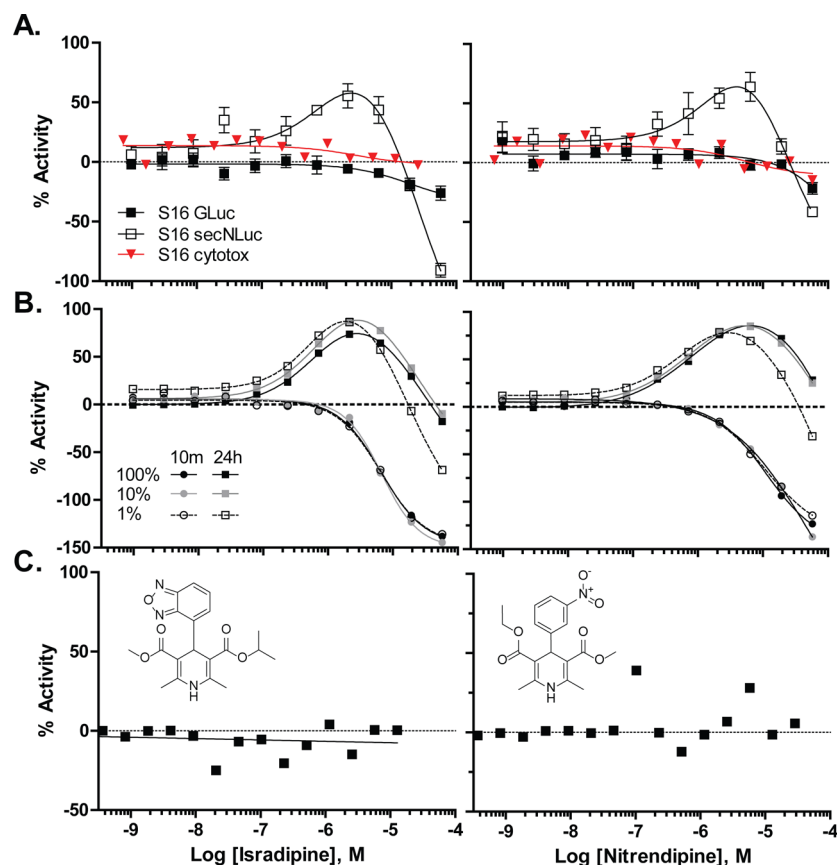 A.
100
50
0
-50
-100
% Activity
S16 GLuc
S16 secNLuc
S16 cytotox
B.
100
50
0
-50
-100
-150
% Activity
10m 24h
100%
10%
1%
C.
100
50
0
-50
% Activity
N
O
N
O
O
O
O
N
H
O-
N+
O
O
O
O
O
N
H
-9 -8 -7 -6 -5 -4
Log [Isradipine], M
-9 -8 -7 -6 -5 -4
Log [Nitrendipine], M